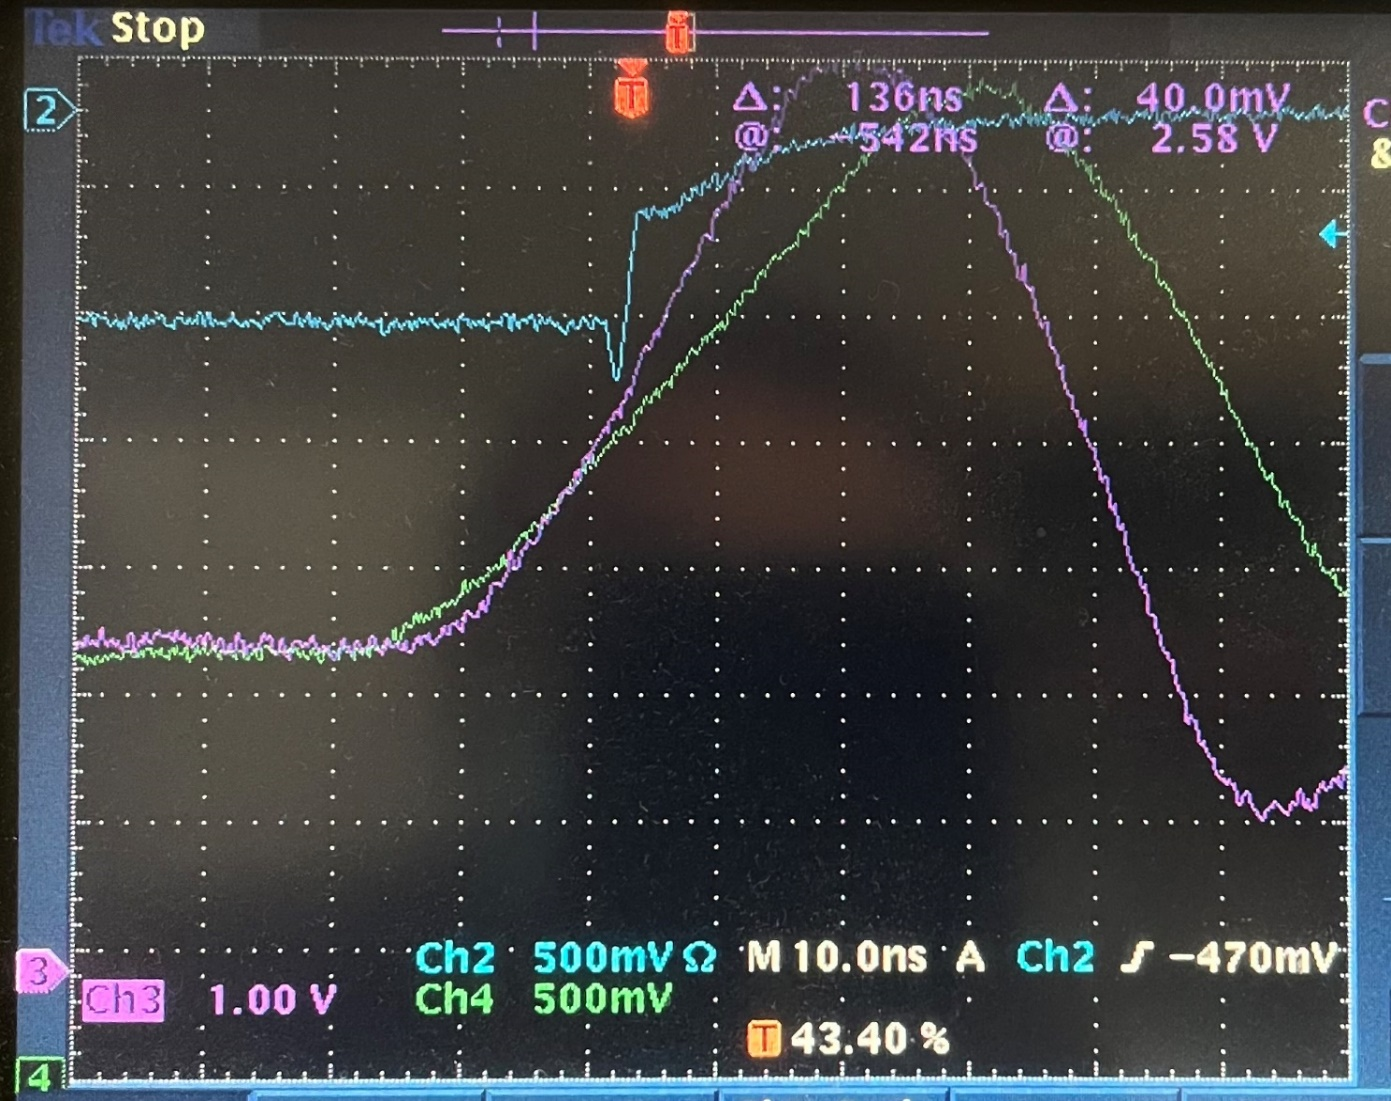 Tek Stop
T
T
2
Δ: 136ns Δ: 40.0mV
@: -542ns @: 2.58 V
C
&
3
Ch2 500mVΩ M 10.0ns A Ch2 ʃ -470mV
Ch3 1.00 V Ch4 500mV
T 43.40 %
4